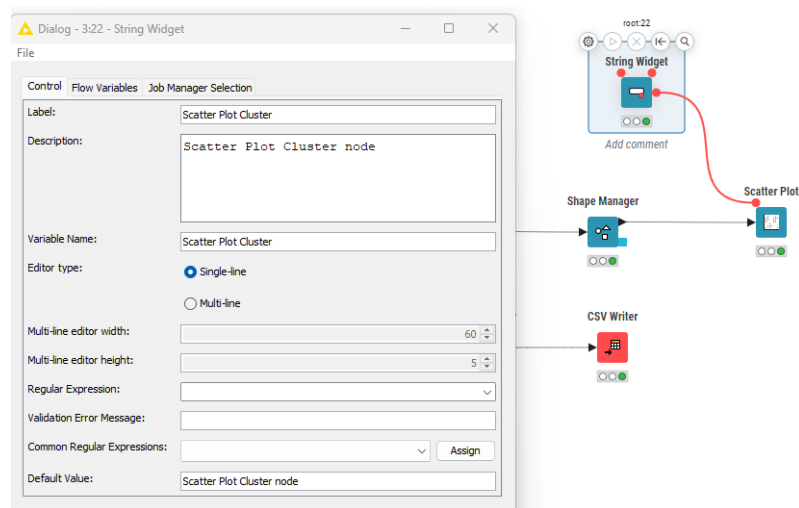 Dialog - 3:22 - String Widget
File
Control Flow Variables Job Manager Selection
Label: Scatter Plot Cluster
Description: Scatter Plot Cluster node
Variable Name: Scatter Plot Cluster
Editor type: Single-line
Multi-line
Multi-line editor width: 60
Multi-line editor height: 5
Regular Expression:
Validation Error Message:
Common Regular Expressions: Assign
Default Value: Scatter Plot Cluster node
root:22
String Widget
Add comment
Shape Manager
Scatter Plot
CSV Writer